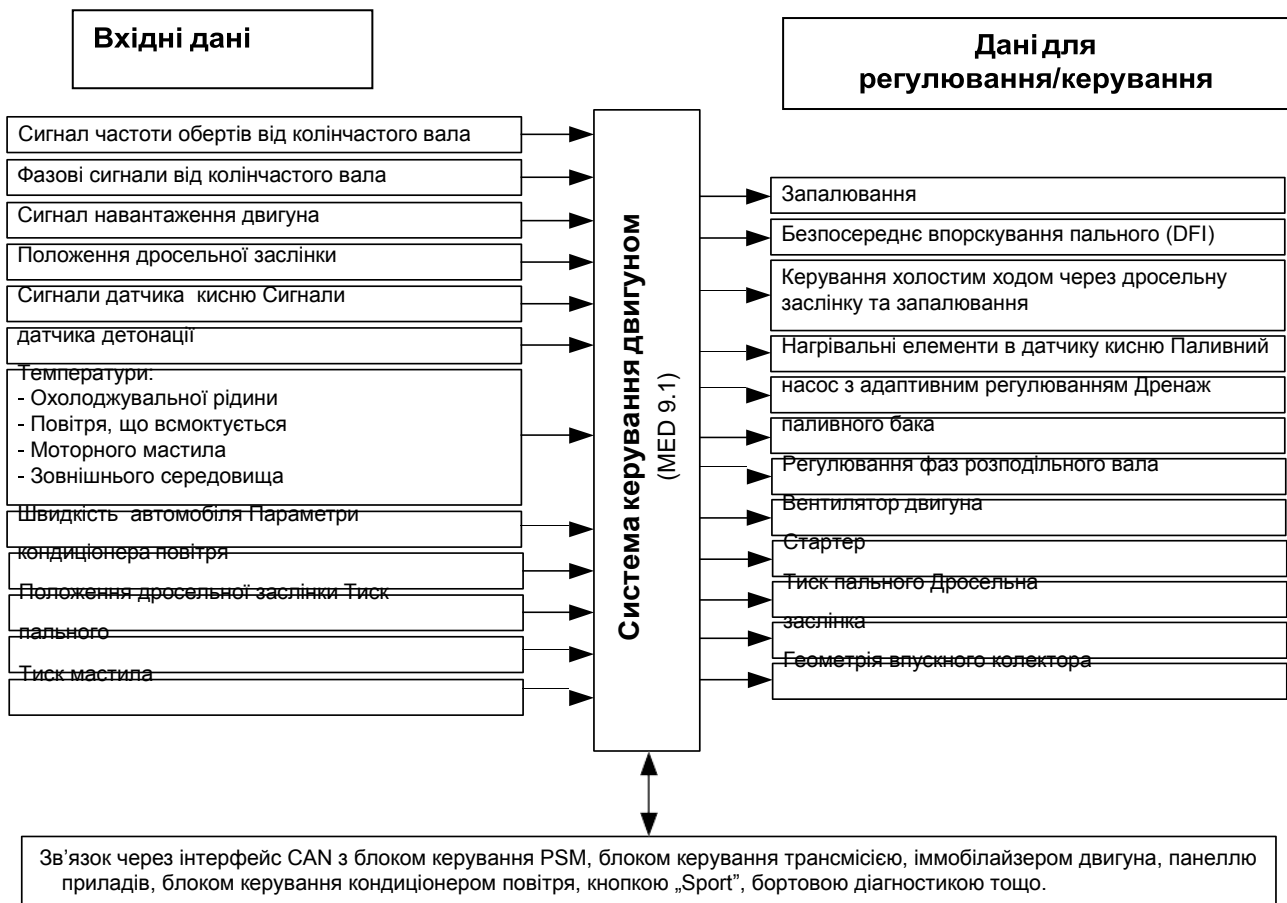 Вхідні дані
Дані для
регулювання/керування
Сигнал частоти обертів від колінчастого вала
Фазові сигнали від колінчастого вала
Сигнал навантаження двигуна
Положення дросельної заслінки
Сигнали датчика кисню Сигнали
датчика детонації
Температури:
- Охолоджувальної рідини
- Повітря, що всмоктується
- Моторного мастила
- Зовнішнього середовища
Швидкість автомобіля Параметри
кондиціонера повітря
Положення дросельної заслінки Тиск
пального
Тиск мастила
Система керування двигуном
(MED 9.1)
Запалювання
Безпосереднє впорскування пального (DFI)
Керування холостим ходом через дросельну
заслінку та запалювання
Нагрівальні елементи в датчику кисню Паливний
насос з адаптивним регулюванням Дренаж
паливного бака
Регулювання фаз розподільного вала
Вентилятор двигуна
Стартер
Тиск пального Дросельна
заслінка
Геометрія впускного колектора
Зв’язок через інтерфейс CAN з блоком керування PSM, блоком керування трансмісією, іммобілайзером двигуна, панеллю
приладів, блоком керування кондиціонером повітря, кнопкою „Sport”, бортовою діагностикою тощо.